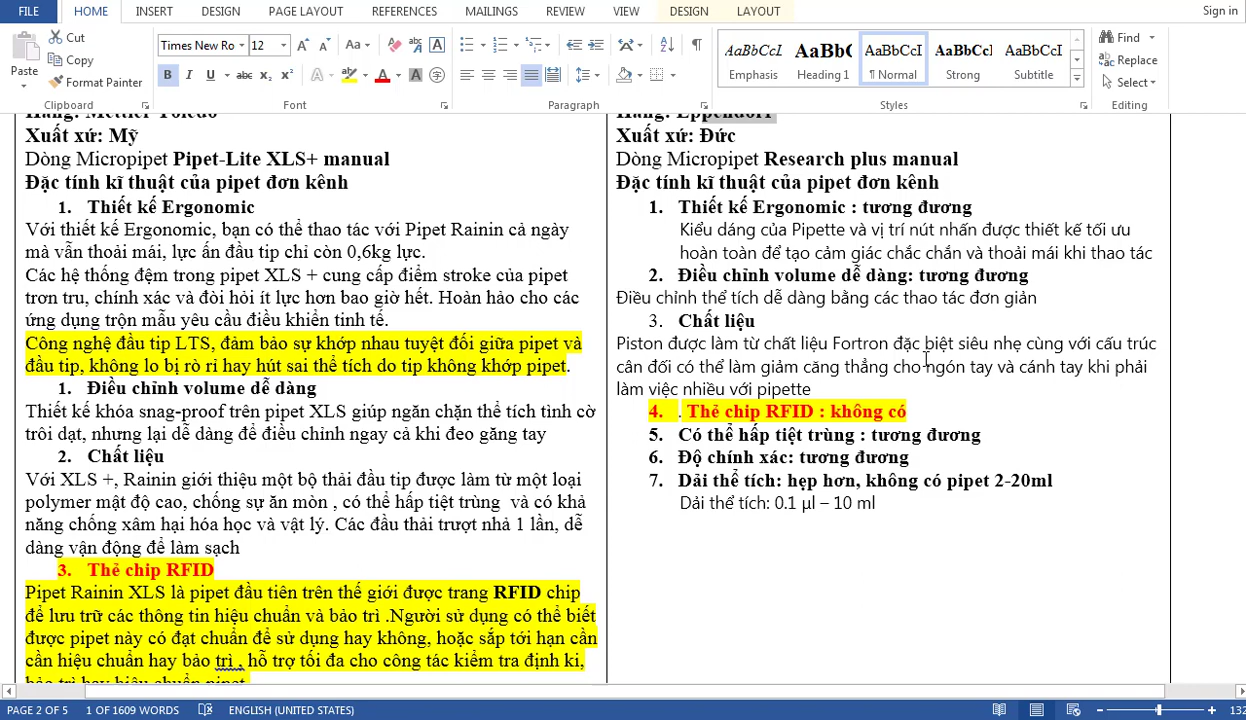 FILE HOME INSERT DESIGN PAGE LAYOUT REFERENCES MAILINGS REVIEW VIEW DESIGN LAYOUT Sign in
Paste Cut
Copy
Format Painter
Times New Ro 12
Emphasis Heading 1 ¶ Normal Strong Subtitle
Find
Replace
Select
Clipboard Font Paragraph Styles Editing
Hãng: Mettler Toledo
Xuất xứ: Mỹ
Dòng Micropipet Pipet-Lite XLS+ manual
Đặc tính kĩ thuật của pipet đơn kênh
1. Thiết kế Ergonomic
Với thiết kế Ergonomic, bạn có thể thao tác với Pipet Rainin cả ngày
mà vẫn thoải mái, lực ấn đầu tip chỉ còn 0,6kg lực.
Các hệ thống đệm trong pipet XLS + cung cấp điểm stroke của pipet
trơn tru, chính xác và đòi hỏi ít lực hơn bao giờ hết. Hoàn hảo cho các
ứng dụng trộn mẫu yêu cầu điều khiển tinh tế.
Công nghệ đầu tip LTS, đảm bảo sự khớp nhau tuyệt đối giữa pipet và
đầu tip, không lo bị rò rỉ hay hút sai thể tích do tip không khớp pipet.
1. Điều chỉnh volume dễ dàng
Thiết kế khóa snag-proof trên pipet XLS giúp ngăn chặn thể tích tình cờ
trôi dạt, nhưng lại dễ dàng để điều chỉnh ngay cả khi đeo găng tay
2. Chất liệu
Với XLS +, Rainin giới thiệu một bộ thải đầu tip được làm từ một loại
polymer mật độ cao, chống sự ăn mòn , có thể hấp tiệt trùng và có khả
năng chống xâm hại hóa học và vật lý. Các đầu thải trượt nhả 1 lần, dễ
dàng vận động để làm sạch
3. Thẻ chip RFID
Pipet Rainin XLS là pipet đầu tiên trên thế giới được trang RFID chip
để lưu trữ các thông tin hiệu chuẩn và bảo trì .Người sử dụng có thể biết
được pipet này có đạt chuẩn để sử dụng hay không, hoặc sắp tới hạn cần
cần hiệu chuẩn hay bảo trì , hỗ trợ tối đa cho công tác kiểm tra định kì,
bảo trì hay hiệu chuẩn pipet
Hãng: Eppendorf
Xuất xứ: Đức
Dòng Micropipet Research plus manual
Đặc tính kĩ thuật của pipet đơn kênh
1. Thiết kế Ergonomic : tương đương
Kiểu dáng của Pipette và vị trí nút nhấn được thiết kế tối ưu
hoàn toàn để tạo cảm giác chắc chắn và thoải mái khi thao tác
2. Điều chỉnh volume dễ dàng: tương đương
Điều chỉnh thể tích dễ dàng bằng các thao tác đơn giản
3. Chất liệu
Piston được làm từ chất liệu Fortron đặc biệt siêu nhẹ cùng với cấu trúc
cân đối có thể làm giảm căng thẳng cho ngón tay và cánh tay khi phải
làm việc nhiều với pipette
4. . Thẻ chip RFID : không có
5. Có thể hấp tiệt trùng : tương đương
6. Độ chính xác: tương đương
7. Dải thể tích: hẹp hơn, không có pipet 2-20ml
Dải thể tích: 0.1 µl – 10 ml
PAGE 2 OF 5 1 OF 1609 WORDS ENGLISH (UNITED STATES) 132